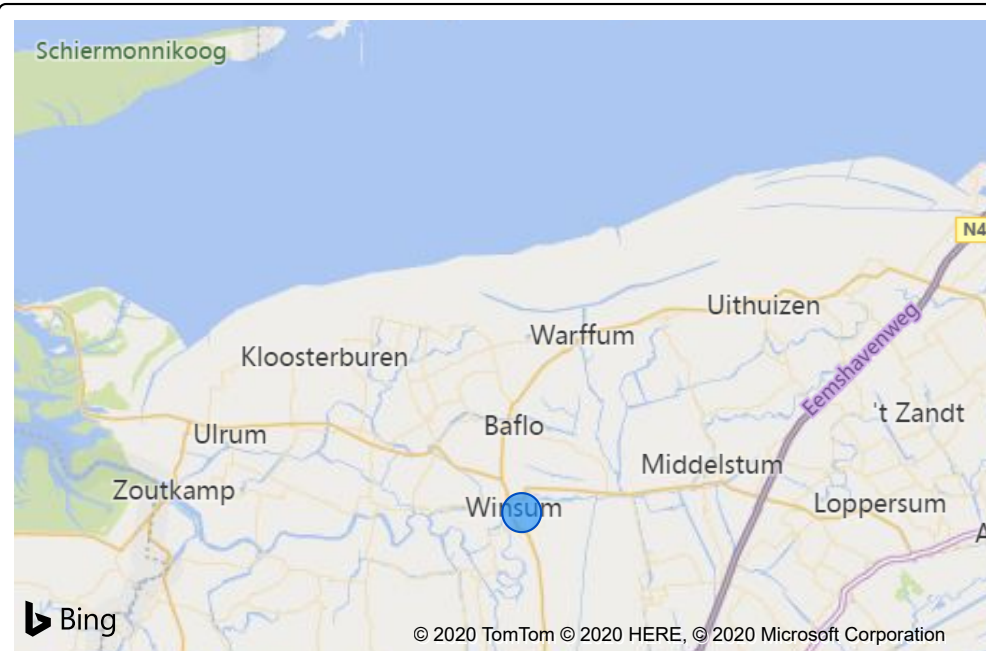 Schiermonnikoog
N4
Uithuizen
Warffum
Kloosterburen
Eemshavenweg
't Zandt
Baflo
Ulrum
Middelstum
Zoutkamp
Winsum
Loppersum
A
Bing
© 2020 TomTom © 2020 HERE, © 2020 Microsoft Corporation